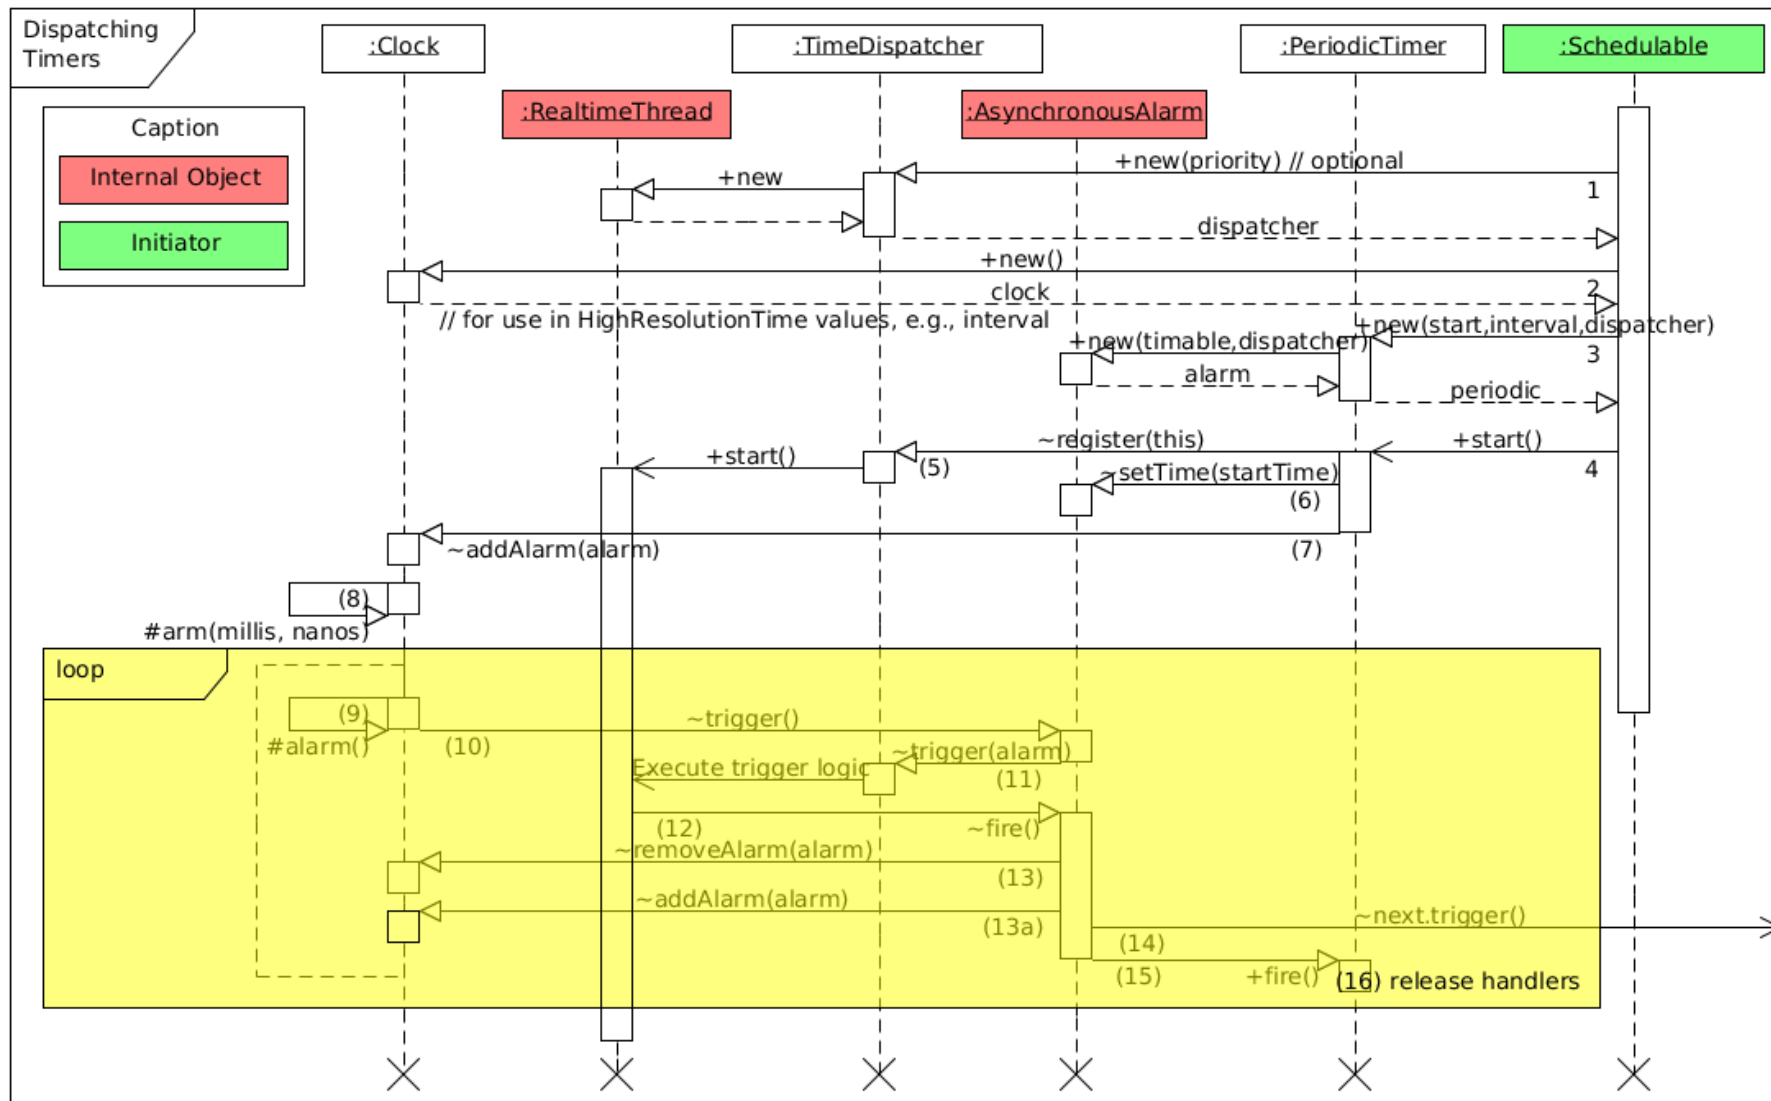 Dispatching
Timers
:Clock
:TimeDispatcher
:PeriodicTimer
:Schedulable
:RealtimeThread
:AsynchronousAlarm
Caption
Internal Object
Initiator
+new(priority) // optional
1
+new
dispatcher
+new()
2
clock
// for use in HighResolutionTime values, e.g., interval
+new(start,interval,dispatcher)
3
+new(timable,dispatcher)
alarm
periodic
+start()
4
~register(this)
(5)
+start()
~setTime(startTime)
(6)
~addAlarm(alarm)
(7)
(8)
#arm(millis, nanos)
loop
(9)
#alarm()
(10)
~trigger()
~trigger(alarm)
(11)
Execute trigger logic
(12)
~fire()
~removeAlarm(alarm)
(13)
~addAlarm(alarm)
(13a)
~next.trigger()
(14)
(15)
+fire()
(16) release handlers